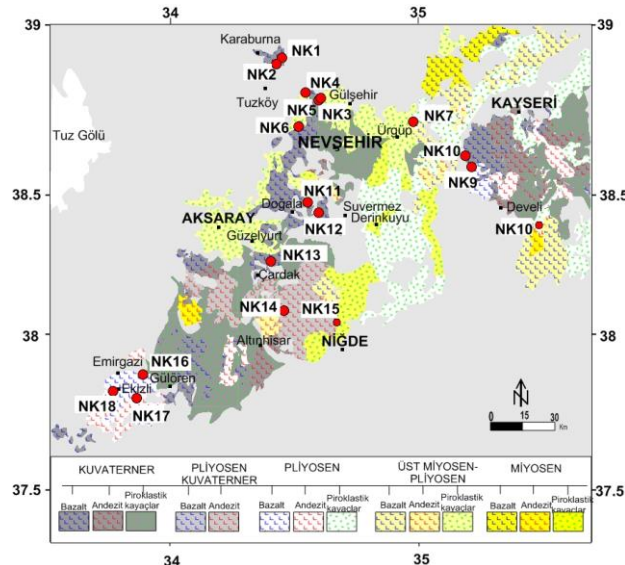 34 35
39 39
Karaburna
NK1
NK2
NK4
Tuzköy
Gülşehir
KAYSERİ
NK5
NK3
NK7
NK6
Ürgüp
Tuz Gölü
NEVŞEHİR
NK10
NK9
38.5 38.5
NK11
Doğala
Suvermez
Develi
AKSARAY
Derinkuyu
NK10
NK12
Güzelyurt
NK13
Çardak
NK14
NK15
38 38
Altınhisar
NİĞDE
Emirgazi
NK16
Gülören
Ekizli
NK18
NK17
N
0 15 30
Km
KUVATERNER PLİYOSEN KUVATERNER PLİYOSEN ÜST MİYOSEN-PLİYOSEN MİYOSEN
37.5 37.5
Bazalt Andezit Piroklastik kayaçlar Bazalt Andezit Bazalt Andezit Piroklastik kayaçlar Bazalt Andezit Piroklastik kayaçlar Bazalt Andezit Piroklastik kayaçlar
34 35